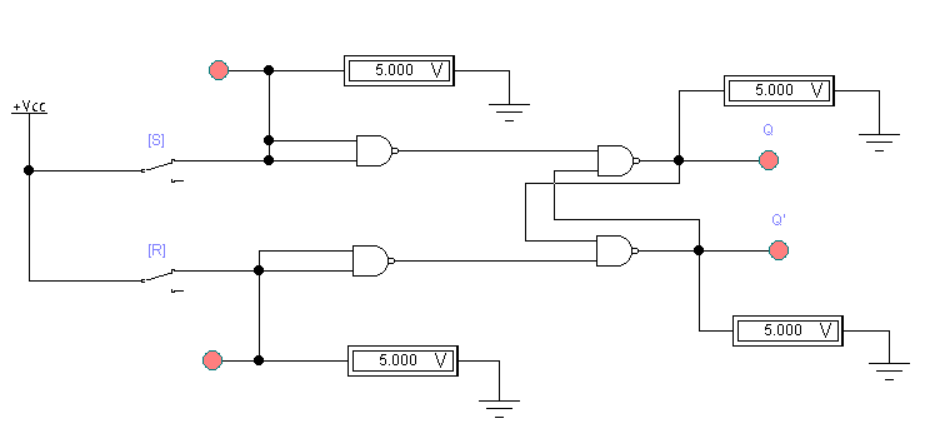 5.000 V
5.000 V
+Vcc
[S]
Q
Q'
[R]
5.000 V
5.000 V